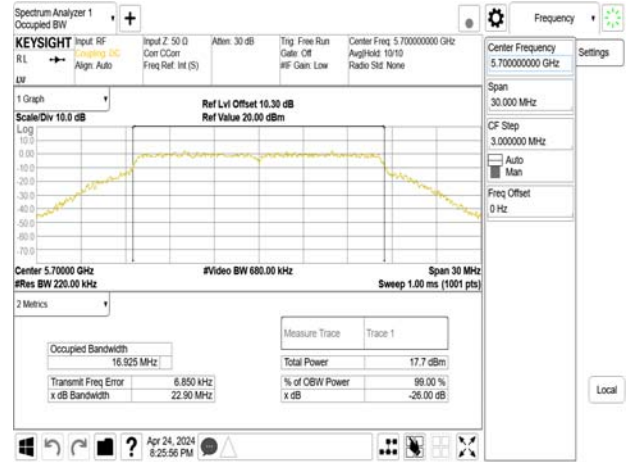 Spectrum Analyzer 1
Occupied BW
KEYSIGHT
RL
Input: RF
Coupling: DC
Align: Auto
Input Z: 50 Ω
Corr CCorr
Freq Ref: Int (S)
Atten: 30 dB
Trig: Free Run
Gate: Off
#IF Gain: Low
Center Freq: 5.700000000 GHz
Avg|Hold: 10/10
Radio Std: None
1 Graph
Scale/Div 10.0 dB
Ref Lvl Offset 10.30 dB
Ref Value 20.00 dBm
Log
10.0
0.00
-10.0
-20.0
-30.0
-40.0
-50.0
-60.0
-70.0
Center 5.70000 GHz
#Res BW 220.00 kHz
#Video BW 680.00 kHz
Span 30 MHz
Sweep 1.00 ms (1001 pts)
2 Metrics
Measure Trace
Trace 1
Occupied Bandwidth
16.925 MHz
Total Power
17.7 dBm
Transmit Freq Error
6.850 kHz
% of OBW Power
99.00 %
x dB Bandwidth
22.90 MHz
x dB
-26.00 dB
Apr 24, 2024
8:25:56 PM
Frequency
Center Frequency
5.700000000 GHz
Settings
Span
30.000 MHz
CF Step
3.000000 MHz
Auto
Man
Freq Offset
0 Hz
Local